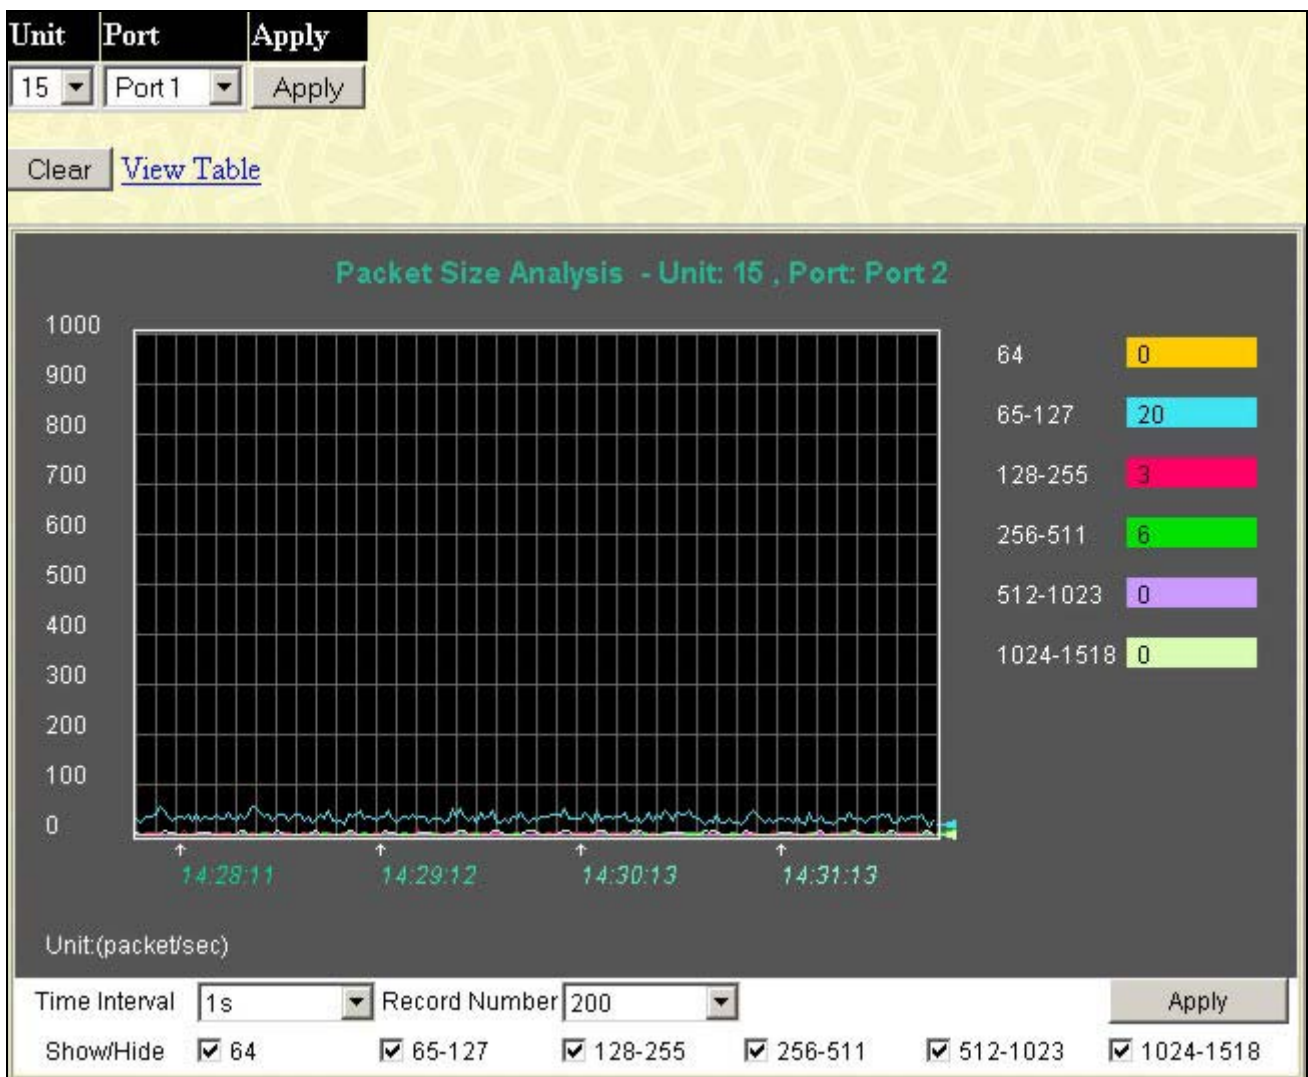 Unit Port Apply
15 Port 1 Apply
Clear View Table
Packet Size Analysis - Unit: 15 , Port: Port 2
1000
900
800
700
600
500
400
300
200
100
0
14:28:11 14:29:12 14:30:13 14:31:13
64 0
65-127 20
128-255 3
256-511 6
512-1023 0
1024-1518 0
Unit:(packet/sec)
Time Interval 1s Record Number 200 Apply
Show/Hide 64 65-127 128-255 256-511 512-1023 1024-1518